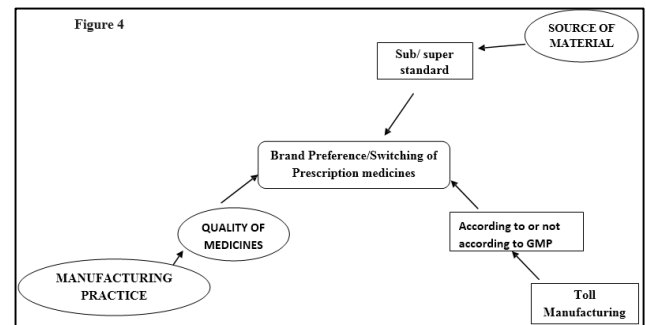 Figure 4
SOURCE OF
MATERIAL
Sub/ super
standard
Brand Preference/Switching of
Prescription medicines
QUALITY OF
MEDICINES
According to or not
according to GMP
MANUFACTURING
PRACTICE
Toll
Manufacturing